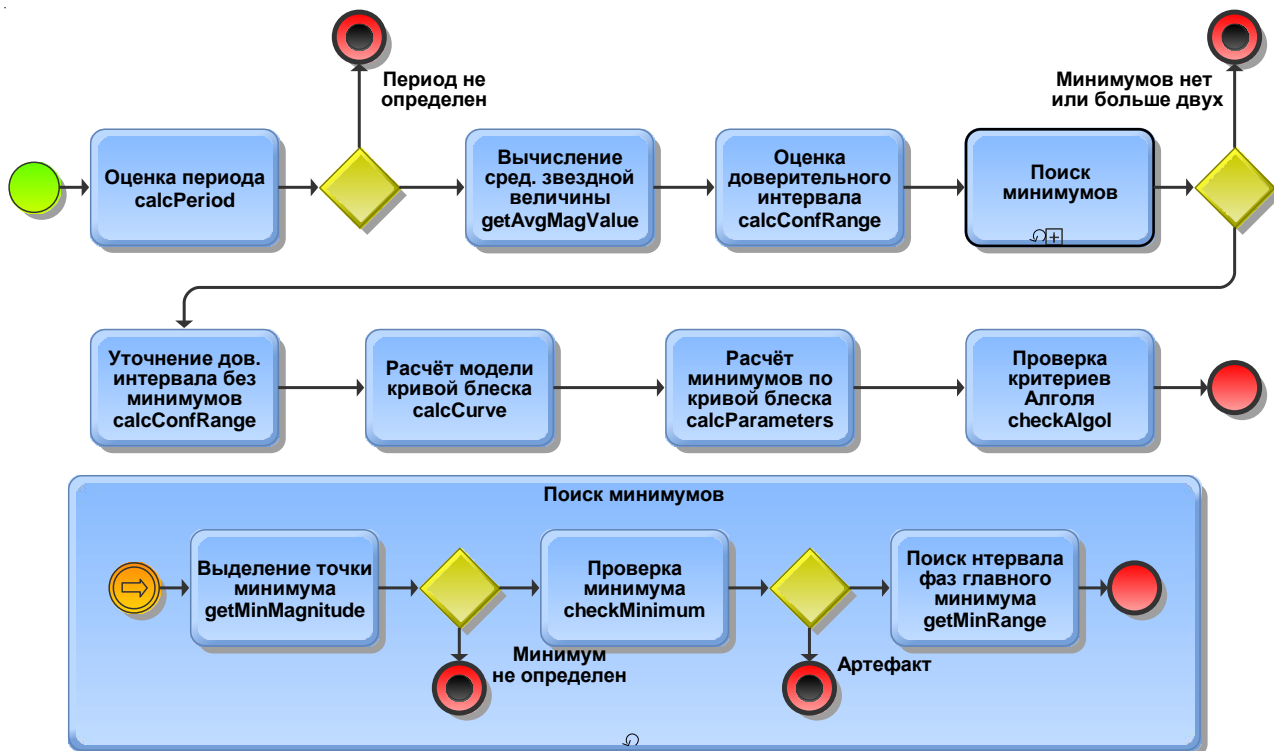 Период не
определен
Минимумов нет
или больше двух
Оценка периода
calcPeriod
Вычисление
сред. звездной
величины
getAvgMagValue
Оценка
доверительного
интервала
calcConfRange
Поиск
минимумов
Уточнение дов.
интервала без
минимумов
calcConfRange
Расчёт модели
кривой блеска
calcCurve
Расчёт
минимумов по
кривой блеска
calcParameters
Проверка
критериев
Алголя
checkAlgol
Поиск минимумов
Выделение точки
минимума
getMinMagnitude
Проверка
минимума
checkMinimum
Поиск нтервала
фаз главного
минимума
getMinRange
Минимум
не определен
Артефакт